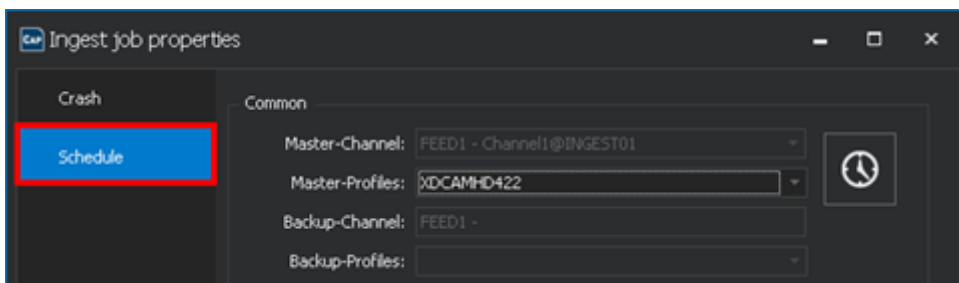 CAP Ingest job properties
Crash
Schedule
Common
Master-Channel: FEED1 - Channel1@INGEST01
Master-Profiles: XDCAMHD422
Backup-Channel: FEED1 -
Backup-Profiles: